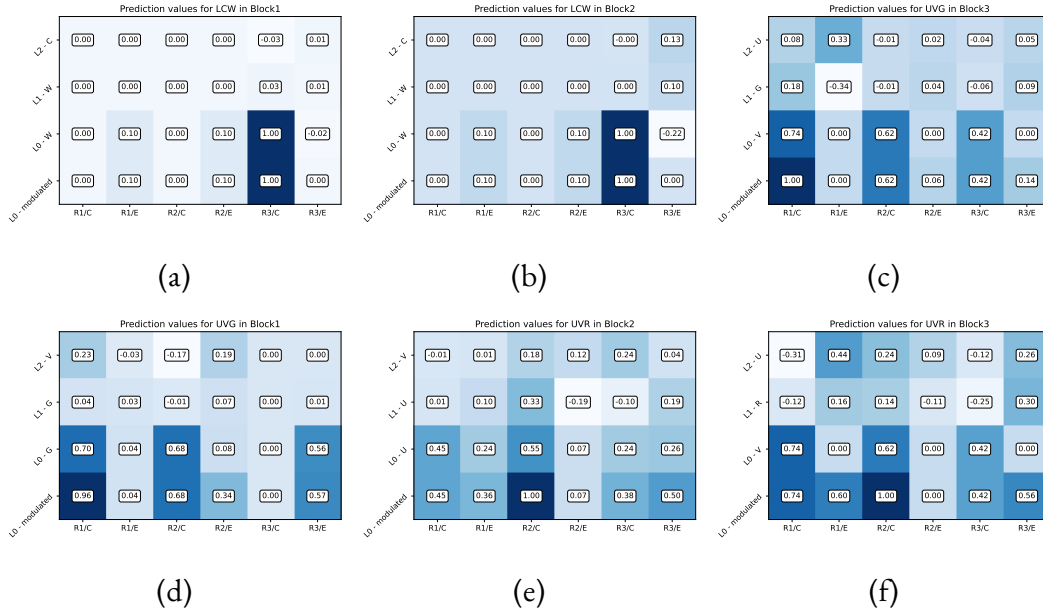 Prediction values for LCW in Block1
L2 - C 0.00 0.00 0.00 0.00 -0.03 0.01
L1 - W 0.00 0.00 0.00 0.00 0.03 0.01
L0 - W 0.00 0.10 0.00 0.10 1.00 -0.02
L0 - modulated 0.00 0.10 0.00 0.10 1.00 0.00
R1/C R1/E R2/C R2/E R3/C R3/E
(a)
Prediction values for LCW in Block2
L2 - C 0.00 0.00 0.00 0.00 -0.00 0.13
L1 - W 0.00 0.00 0.00 0.00 0.00 0.10
L0 - W 0.00 0.10 0.00 0.10 1.00 -0.22
L0 - modulated 0.00 0.10 0.00 0.10 1.00 0.00
R1/C R1/E R2/C R2/E R3/C R3/E
(b)
Prediction values for UVG in Block3
L2 - U 0.08 0.33 -0.01 0.02 -0.04 0.05
L1 - G 0.18 -0.34 -0.01 0.04 -0.06 0.09
L0 - V 0.74 0.00 0.62 0.00 0.42 0.00
L0 - modulated 1.00 0.00 0.62 0.06 0.42 0.14
R1/C R1/E R2/C R2/E R3/C R3/E
(c)
Prediction values for UVG in Block1
L2 - V 0.23 -0.03 -0.17 0.19 0.00 0.00
L1 - G 0.04 0.03 -0.01 0.07 0.00 0.01
L0 - G 0.70 0.04 0.68 0.08 0.00 0.56
L0 - modulated 0.96 0.04 0.68 0.34 0.00 0.57
R1/C R1/E R2/C R2/E R3/C R3/E
(d)
Prediction values for UVR in Block2
L2 - V -0.01 0.01 0.18 0.12 0.24 0.04
L1 - U 0.01 0.10 0.33 -0.19 -0.10 0.19
L0 - U 0.45 0.24 0.55 0.07 0.24 0.26
L0 - modulated 0.45 0.36 1.00 0.07 0.38 0.50
R1/C R1/E R2/C R2/E R3/C R3/E
(e)
Prediction values for UVR in Block3
L2 - U -0.31 0.44 0.24 0.09 -0.12 0.26
L1 - R -0.12 0.16 0.14 -0.11 -0.25 0.30
L0 - V 0.74 0.00 0.62 0.00 0.42 0.00
L0 - modulated 0.74 0.60 1.00 0.00 0.42 0.56
R1/C R1/E R2/C R2/E R3/C R3/E
(f)